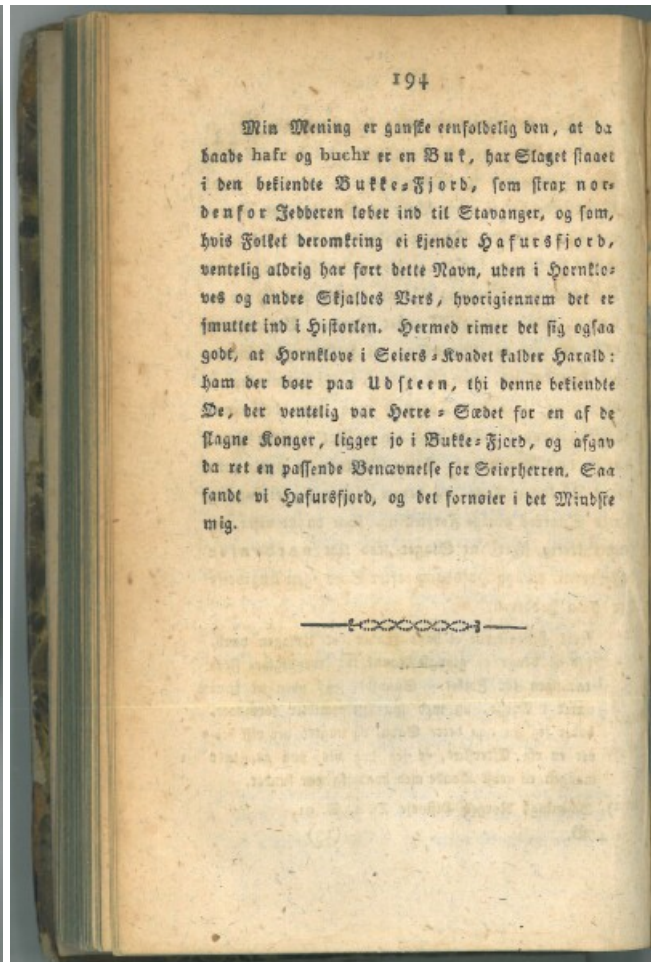 194
Min Mening er ganske eenfoldelig den, at da
baade hafr og buchr er en Buk, har Slaget staaet
i den bekiendte Bukke-Fjord, som strax nor-
denfor Jedderen løber ind til Stavanger, og som,
hvis Folket deromkring ei kjender Hafursfjord,
ventelig aldrig har ført dette Navn, uden i Hornklo-
ves og andre Skjaldes Vers, hvorigiennem det er
smuttet ind i Historien. Hermed rimer det sig ogsaa
godt, at Hornklove i Seiers-Kvadet kalder Harald:
ham der boer paa Udsteen, thi denne bekiendte
Øe, der ventelig var Herre-Sædet for en af de
slagne Konger, ligger jo i Bukke-Fjord, og afgav
da ret en passende Benævnelse for Seierherren. Saa
fandt vi Hafursfjord, og det fornøier i det Mindste
mig.